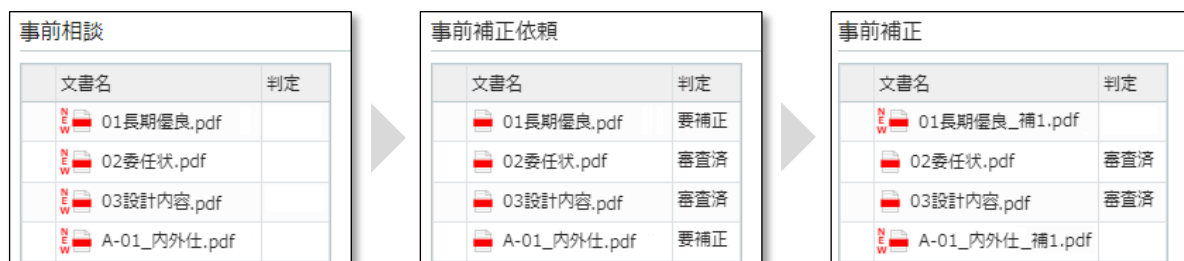 事前相談
文書名 判定
NEW 01長期優良.pdf
NEW 02委任状.pdf
NEW 03設計内容.pdf
NEW A-01_内外仕.pdf
事前補正依頼
文書名 判定
01長期優良.pdf 要補正
02委任状.pdf 審査済
03設計内容.pdf 審査済
A-01_内外仕.pdf 要補正
事前補正
文書名 判定
NEW 01長期優良_補1.pdf
02委任状.pdf 審査済
03設計内容.pdf 審査済
NEW A-01_内外仕_補1.pdf